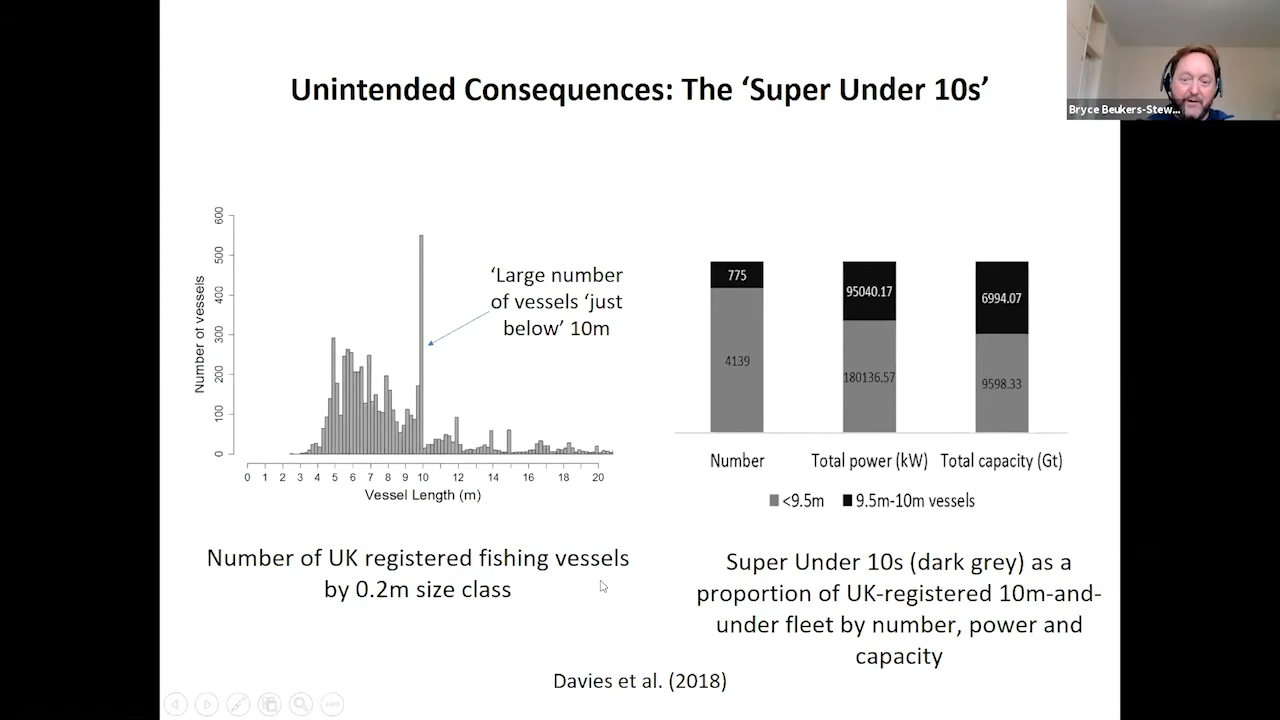 Unintended Consequences: The ‘Super Under 10s’
Bryce Beukers-Stew...
600
500
400
300
200
100
0
Number of vessels
‘Large number
of vessels ‘just
below’ 10m
0 1 2 3 4 5 6 7 8 9 10 12 14 16 18 20
Vessel Length (m)
775
4139
95040.17
180136.57
6994.07
9598.33
Number Total power (kW) Total capacity (Gt)
<9.5m 9.5m-10m vessels
Number of UK registered fishing vessels
by 0.2m size class
Super Under 10s (dark grey) as a
proportion of UK-registered 10m-and-
under fleet by number, power and
capacity
Davies et al. (2018)